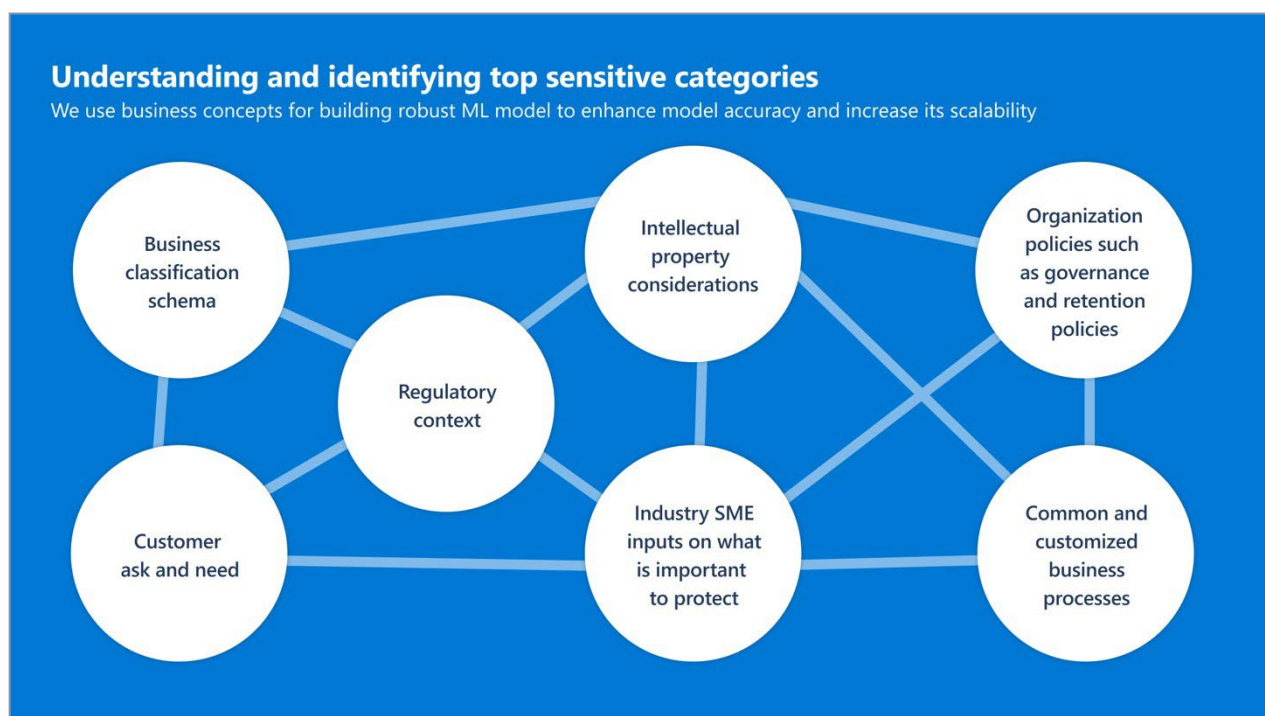 Understanding and identifying top sensitive categories
We use business concepts for building robust ML model to enhance model accuracy and increase its scalability
Business
classification
schema
Intellectual
property
considerations
Organization
policies such
as governance
and retention
policies
Regulatory
context
Customer
ask and need
Industry SME
inputs on what
is important
to protect
Common and
customized
business
processes